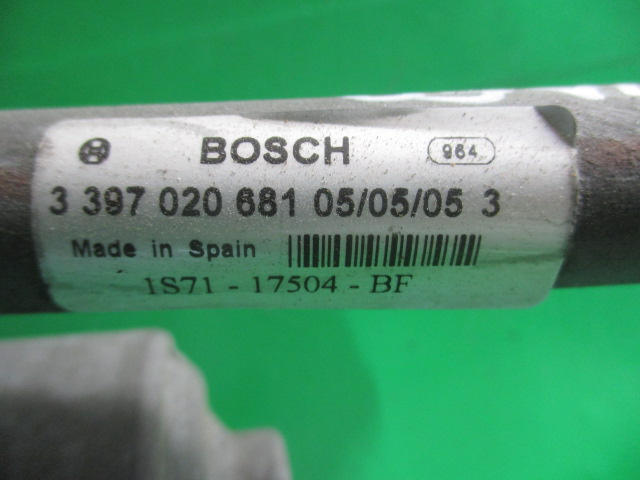 BOSCH 964
3 397 020 681 05/05/05 3
Made in Spain
1S71 - 17504 - BF